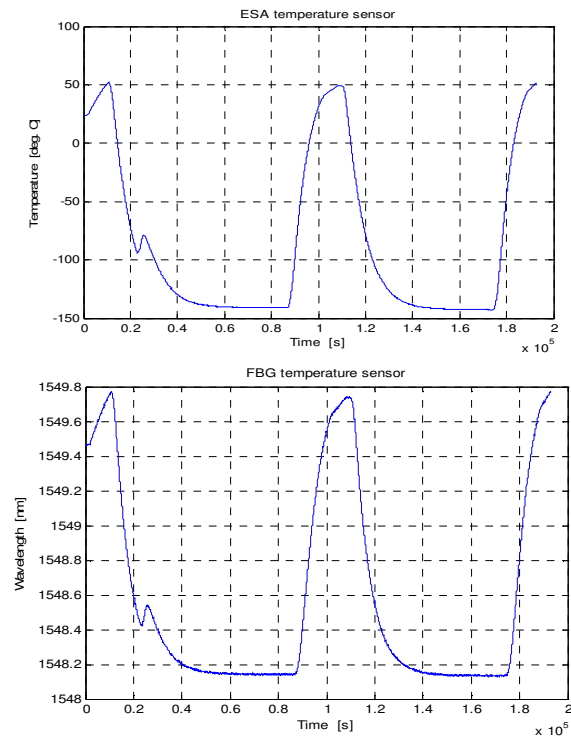 ESA temperature sensor
100
50
0
-50
-100
-150
Temperature [deg. C]
0 0.2 0.4 0.6 0.8 1 1.2 1.4 1.6 1.8 2
Time [s]
x 10^5
FBG temperature sensor
1549.8
1549.6
1549.4
1549.2
1549
1548.8
1548.6
1548.4
1548.2
1548
Wavelength [nm]
0 0.2 0.4 0.6 0.8 1 1.2 1.4 1.6 1.8 2
Time [s]
x 10^5